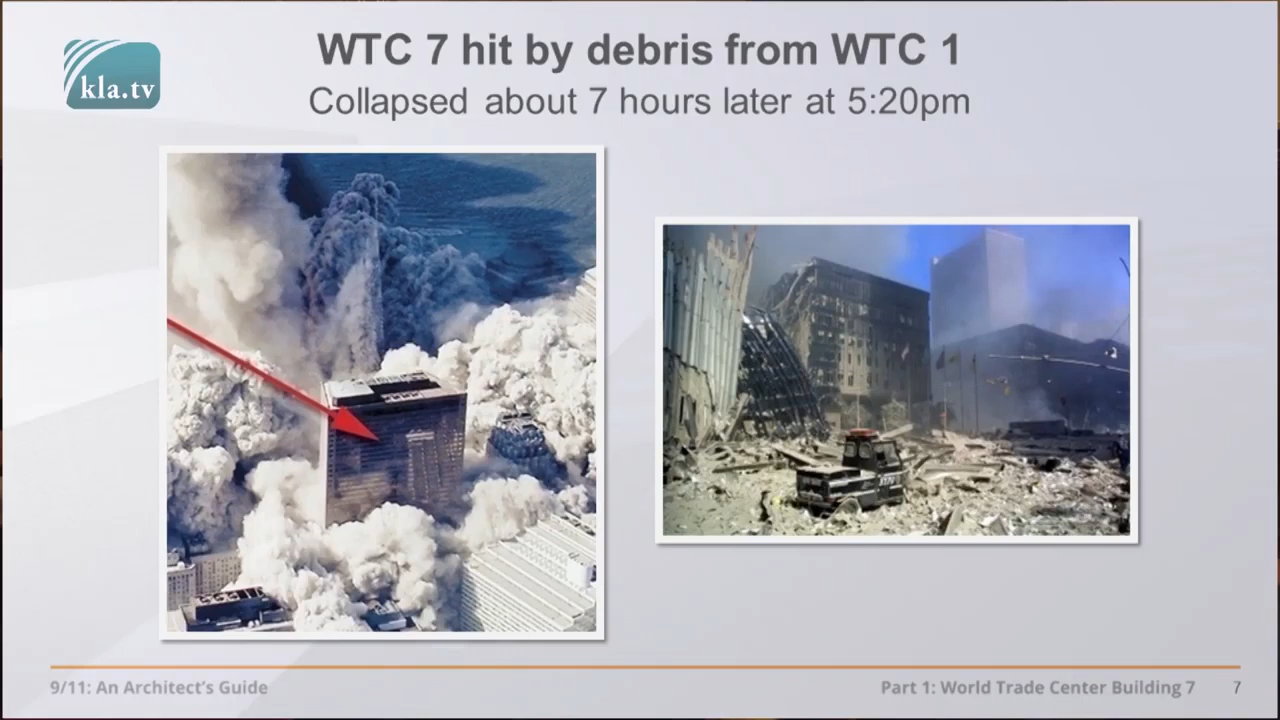 kla.tv
WTC 7 hit by debris from WTC 1
Collapsed about 7 hours later at 5:20pm
9/11: An Architect's Guide
Part 1: World Trade Center Building 7
7